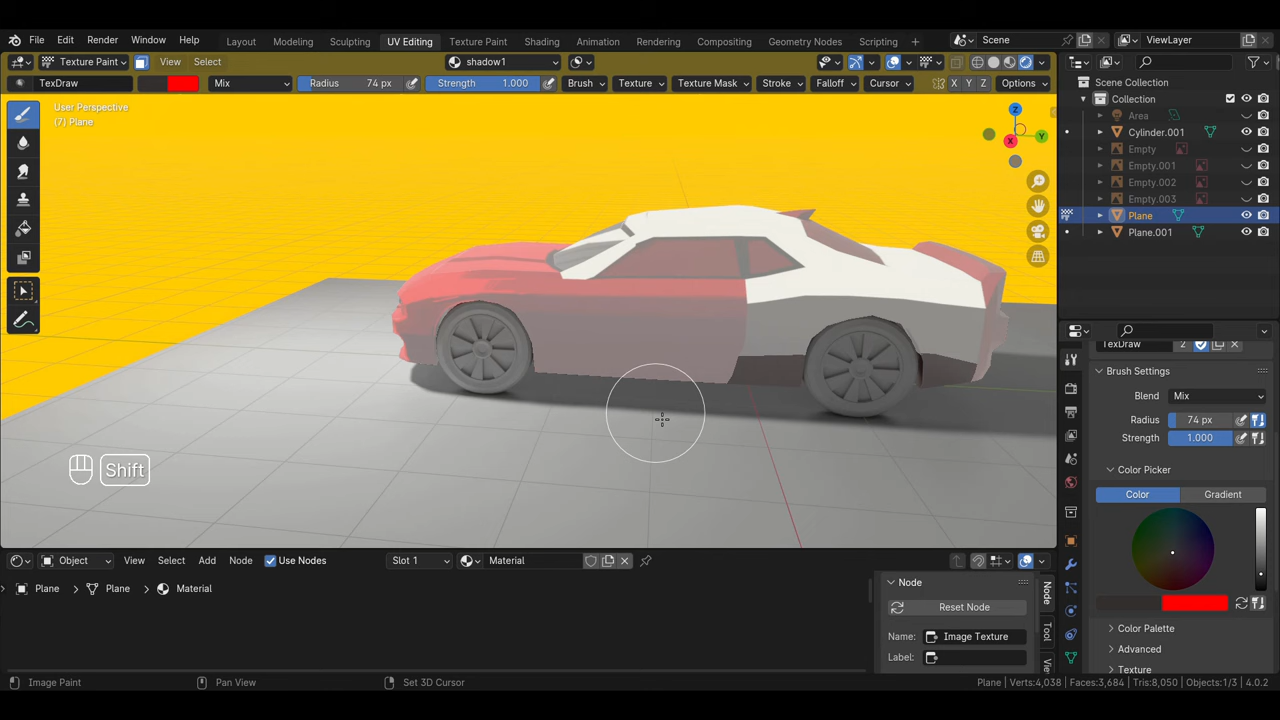 File Edit Render Window Help Layout Modeling Sculpting UV Editing Texture Paint Shading Animation Rendering Compositing Geometry Nodes Scripting + Scene ViewLayer
Texture Paint View Select shadow1
TexDraw Mix Radius 74 px Strength 1.000 Brush Texture Texture Mask Stroke Falloff Cursor X Y Z Options
User Perspective
(7) Plane
Z
Y
X
Scene Collection
Collection
Area
Cylinder.001
Empty
Empty.001
Empty.002
Empty.003
Plane
Plane.001
TexDraw 2
Brush Settings
Blend Mix
Radius 74 px
Strength 1.000
Color Picker
Color Gradient
Color Palette
Advanced
Texture
Shift
Object View Select Add Node Use Nodes Slot 1 Material
Plane > Plane > Material
Node
Reset Node
Name: Image Texture
Label:
Node
Tool
Image Paint Pan View Set 3D Cursor Plane | Verts:4,038 | Faces:3,684 | Tris:8,050 | Objects:1/3 | 4.0.2